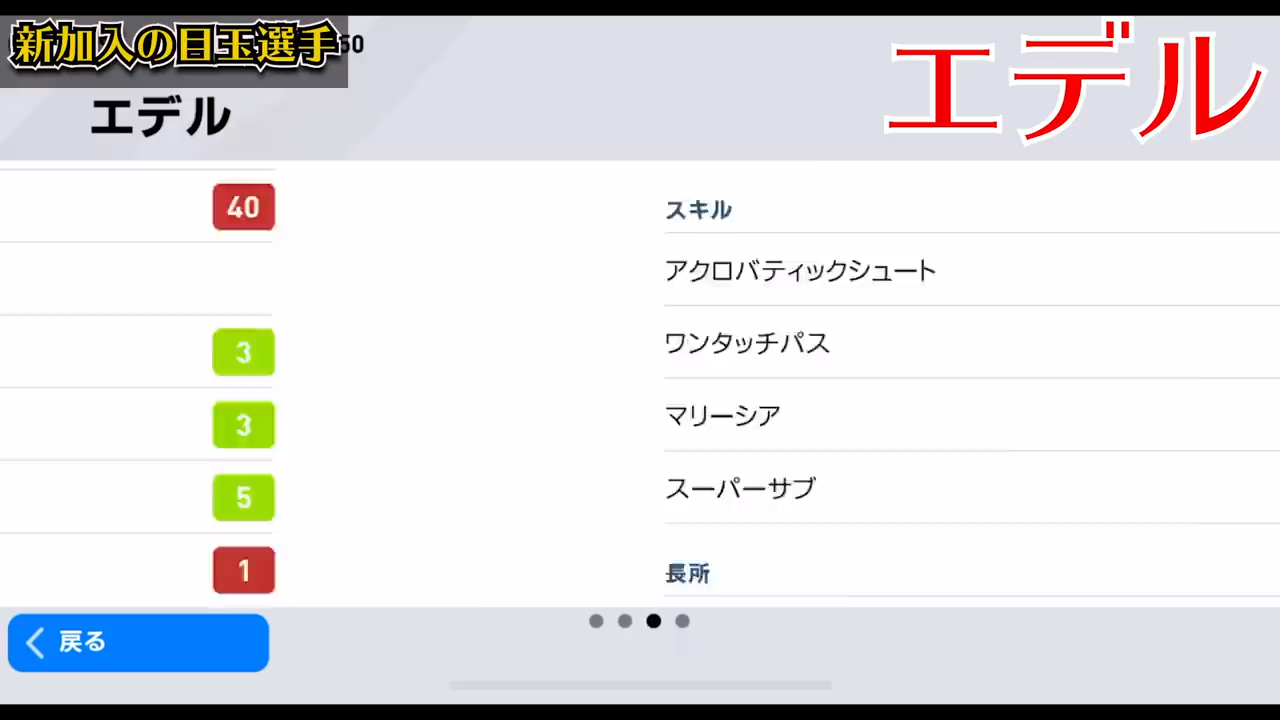 新加入の目玉選手
50
エデル
エデル
40
3
3
5
1
スキル
アクロバティックシュート
ワンタッチパス
マリーシア
スーパーサブ
長所
戻る